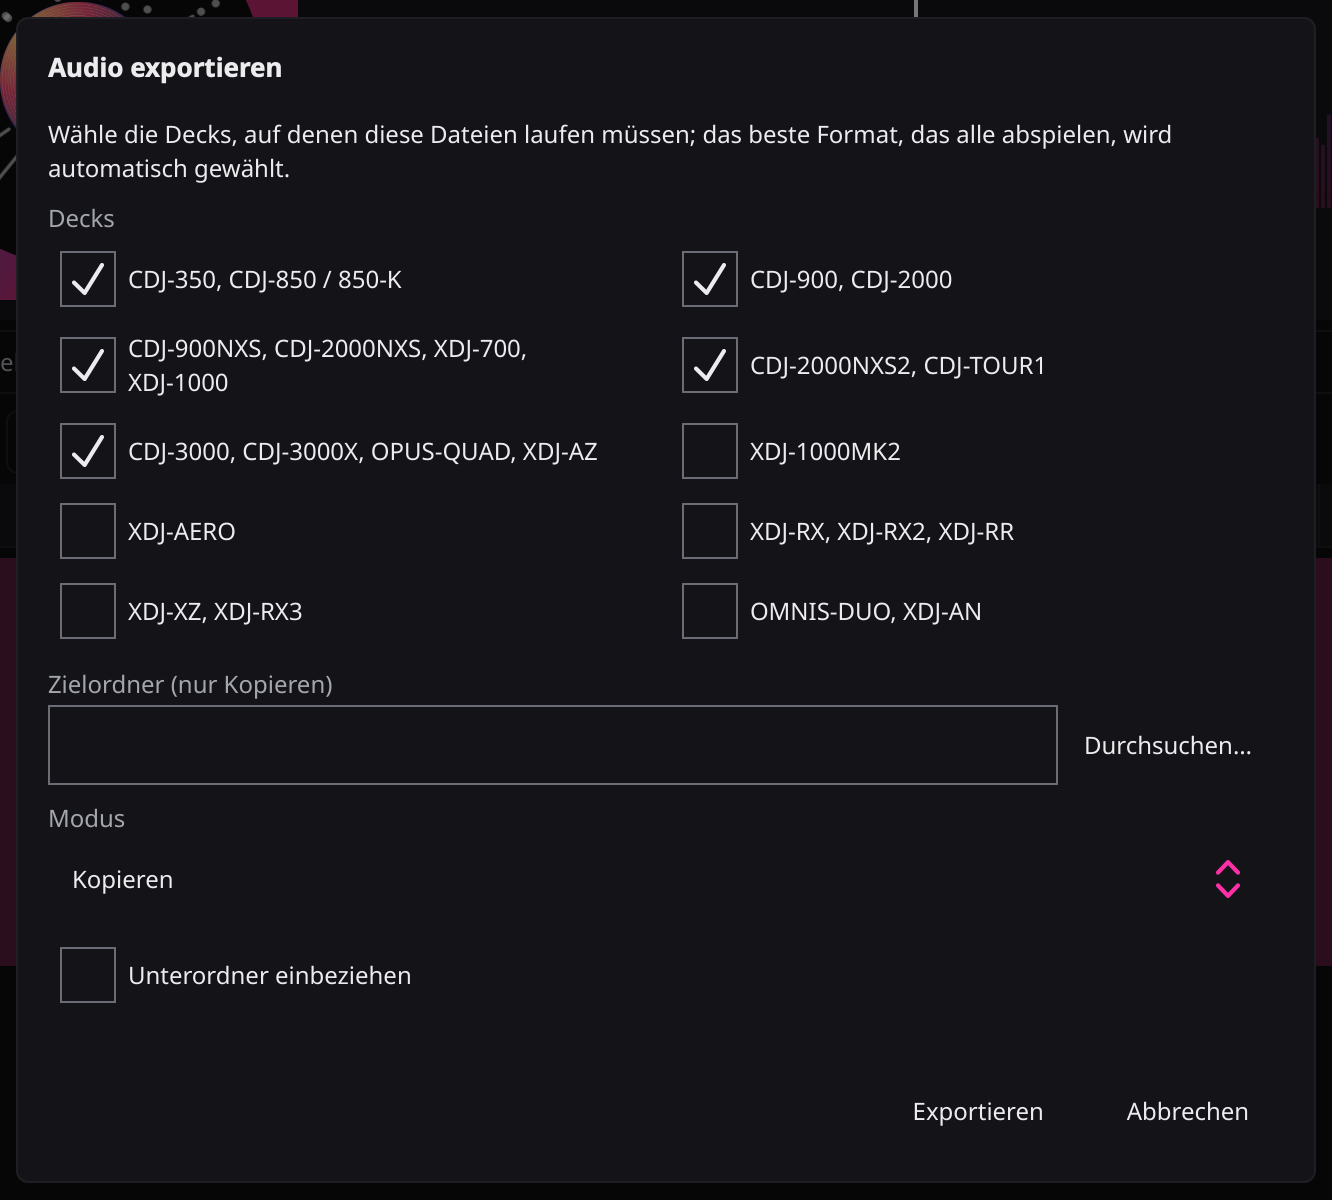 Audio exportieren
Wähle die Decks, auf denen diese Dateien laufen müssen; das beste Format, das alle abspielen, wird
automatisch gewählt.
Decks
CDJ-350, CDJ-850 / 850-K
CDJ-900, CDJ-2000
CDJ-900NXS, CDJ-2000NXS, XDJ-700,
XDJ-1000
CDJ-2000NXS2, CDJ-TOUR1
CDJ-3000, CDJ-3000X, OPUS-QUAD, XDJ-AZ
XDJ-1000MK2
XDJ-AERO
XDJ-RX, XDJ-RX2, XDJ-RR
XDJ-XZ, XDJ-RX3
OMNIS-DUO, XDJ-AN
Zielordner (nur Kopieren)
Durchsuchen...
Modus
Kopieren
Unterordner einbeziehen
Exportieren
Abbrechen